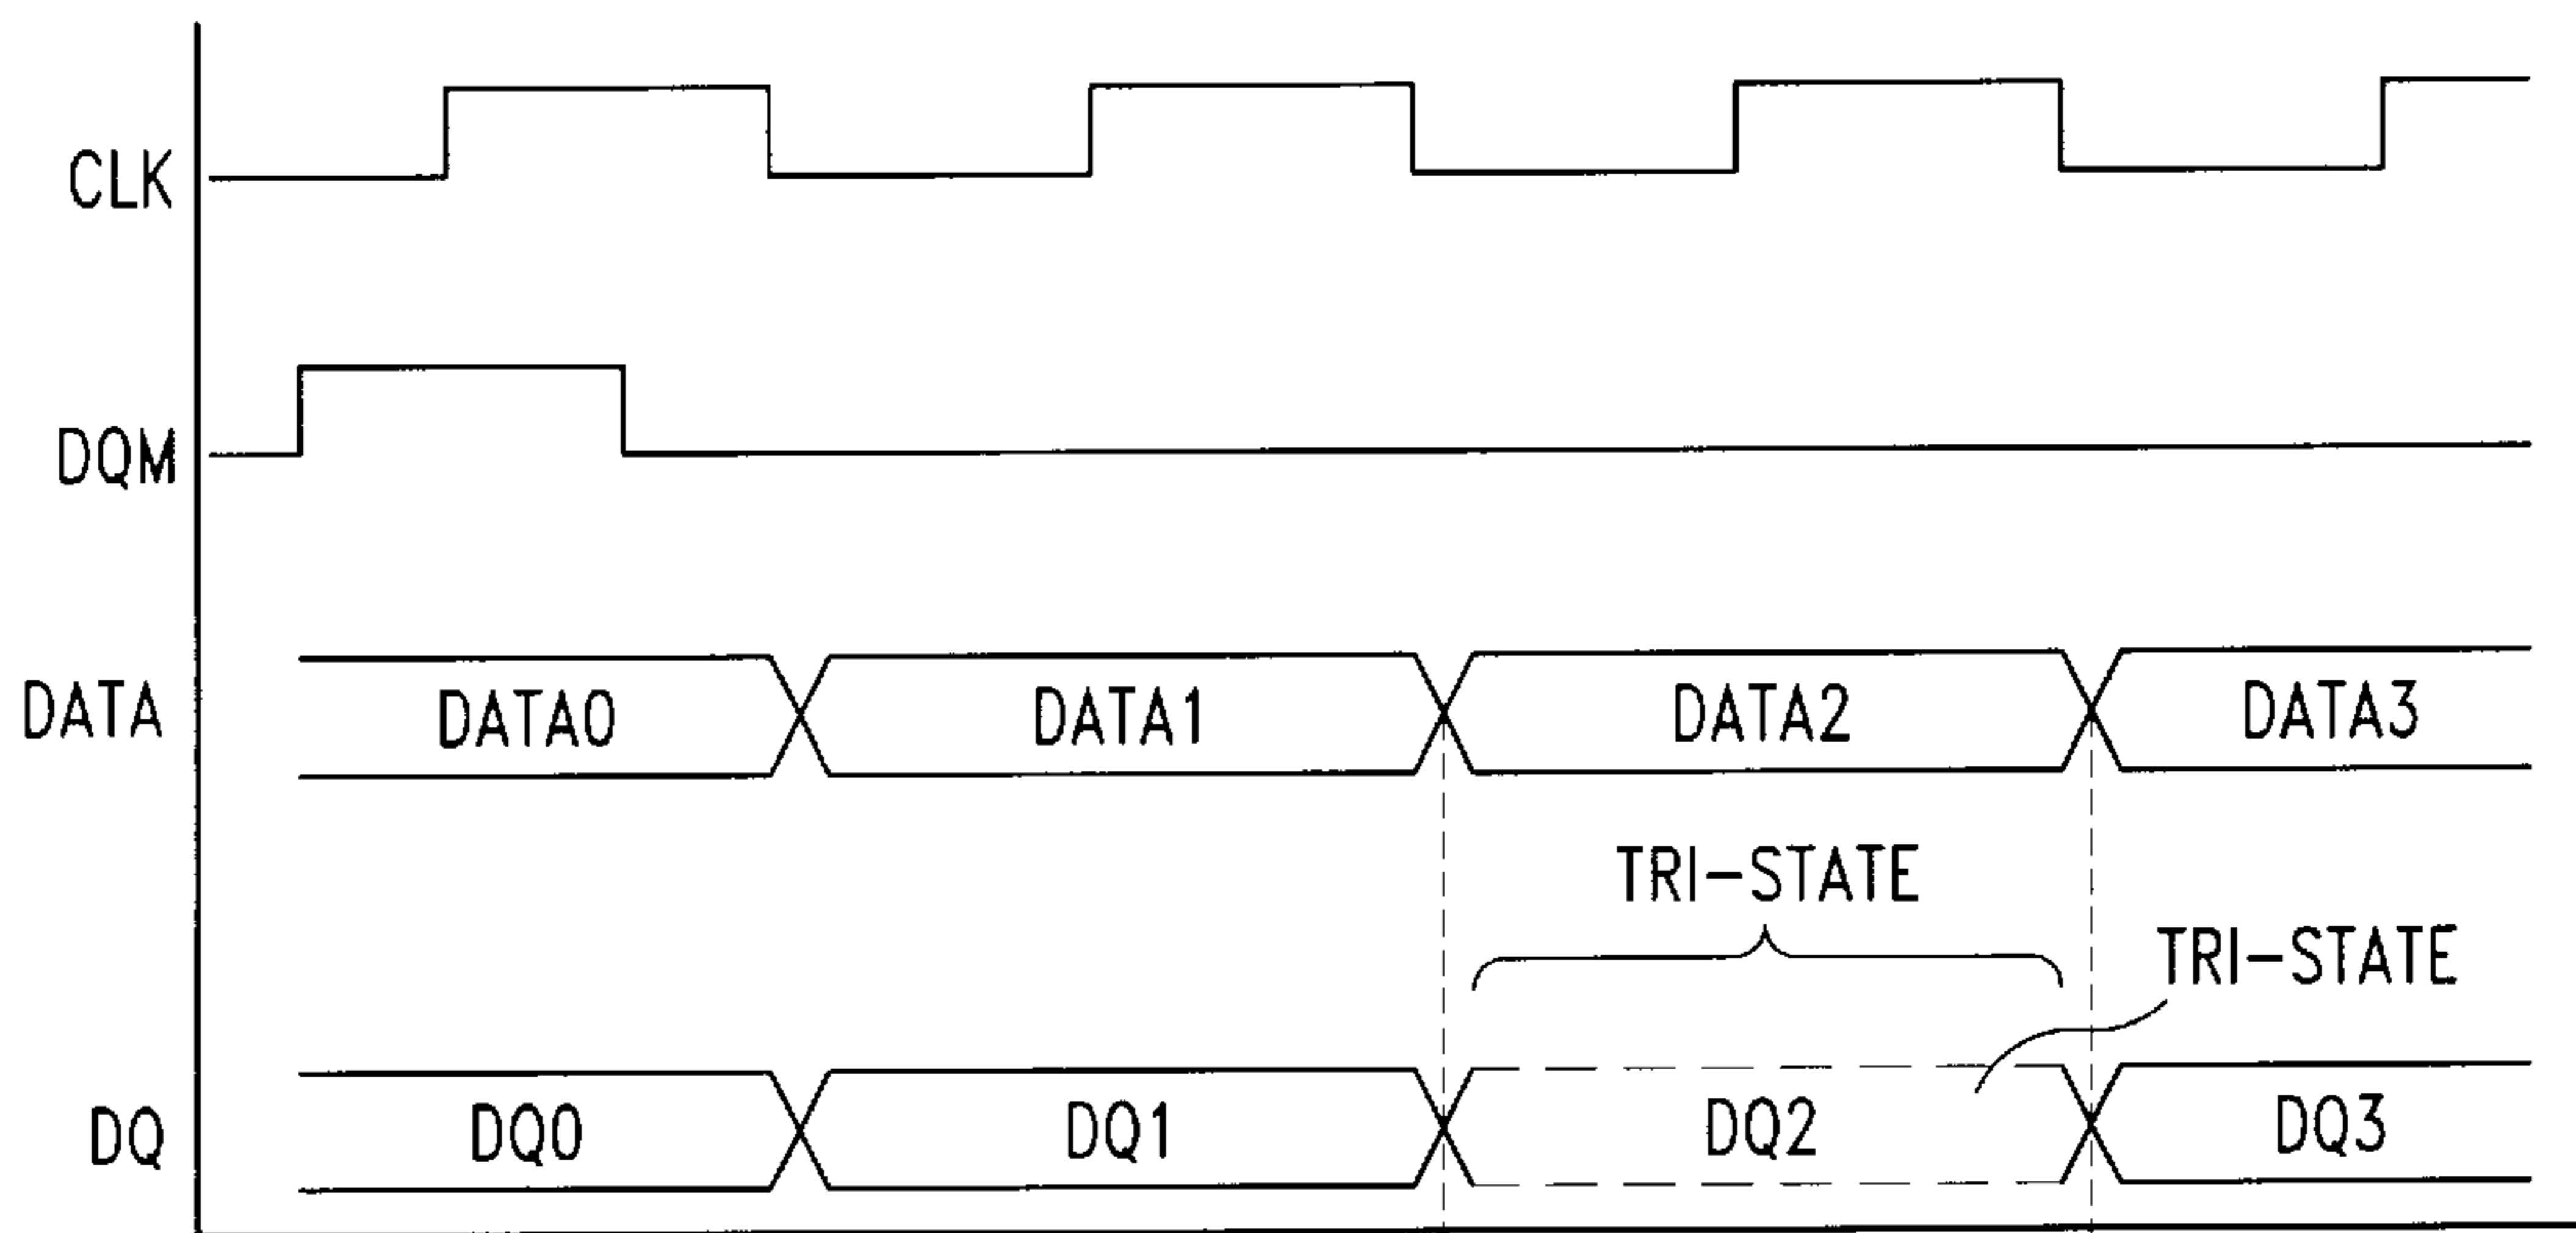 CLK
DQM
DATA DATA0 DATA1 DATA2 DATA3
TRI-STATE
TRI-STATE
DQ DQ0 DQ1 DQ2 DQ3